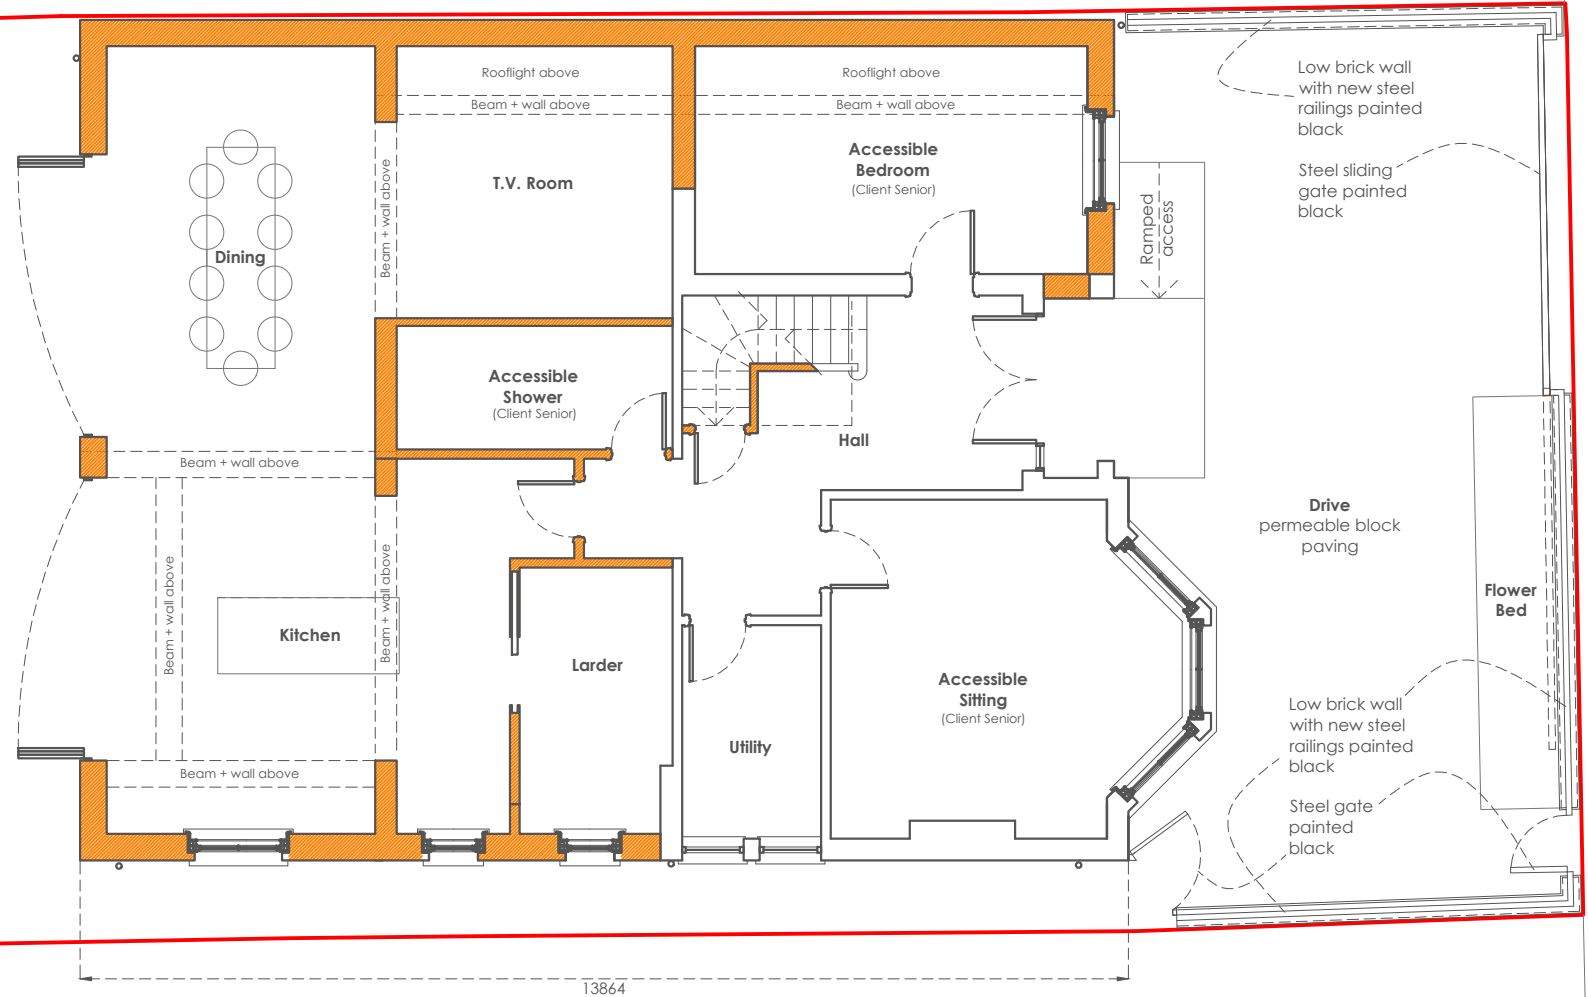 Rooflight above
Beam + wall above
Rooflight above
Beam + wall above
Low brick wall
with new steel
railings painted
black
Steel sliding
gate painted
black
Accessible
Bedroom
(Client Senior)
T.V. Room
Beam + wall above
Ramped
access
Dining
Accessible
Shower
(Client Senior)
Hall
Beam + wall above
Drive
permeable block
paving
Flower
Bed
Beam + wall above
Beam + wall above
Kitchen
Larder
Accessible
Sitting
(Client Senior)
Utility
Low brick wall
with new steel
railings painted
black
Beam + wall above
Steel gate
painted
black
13864